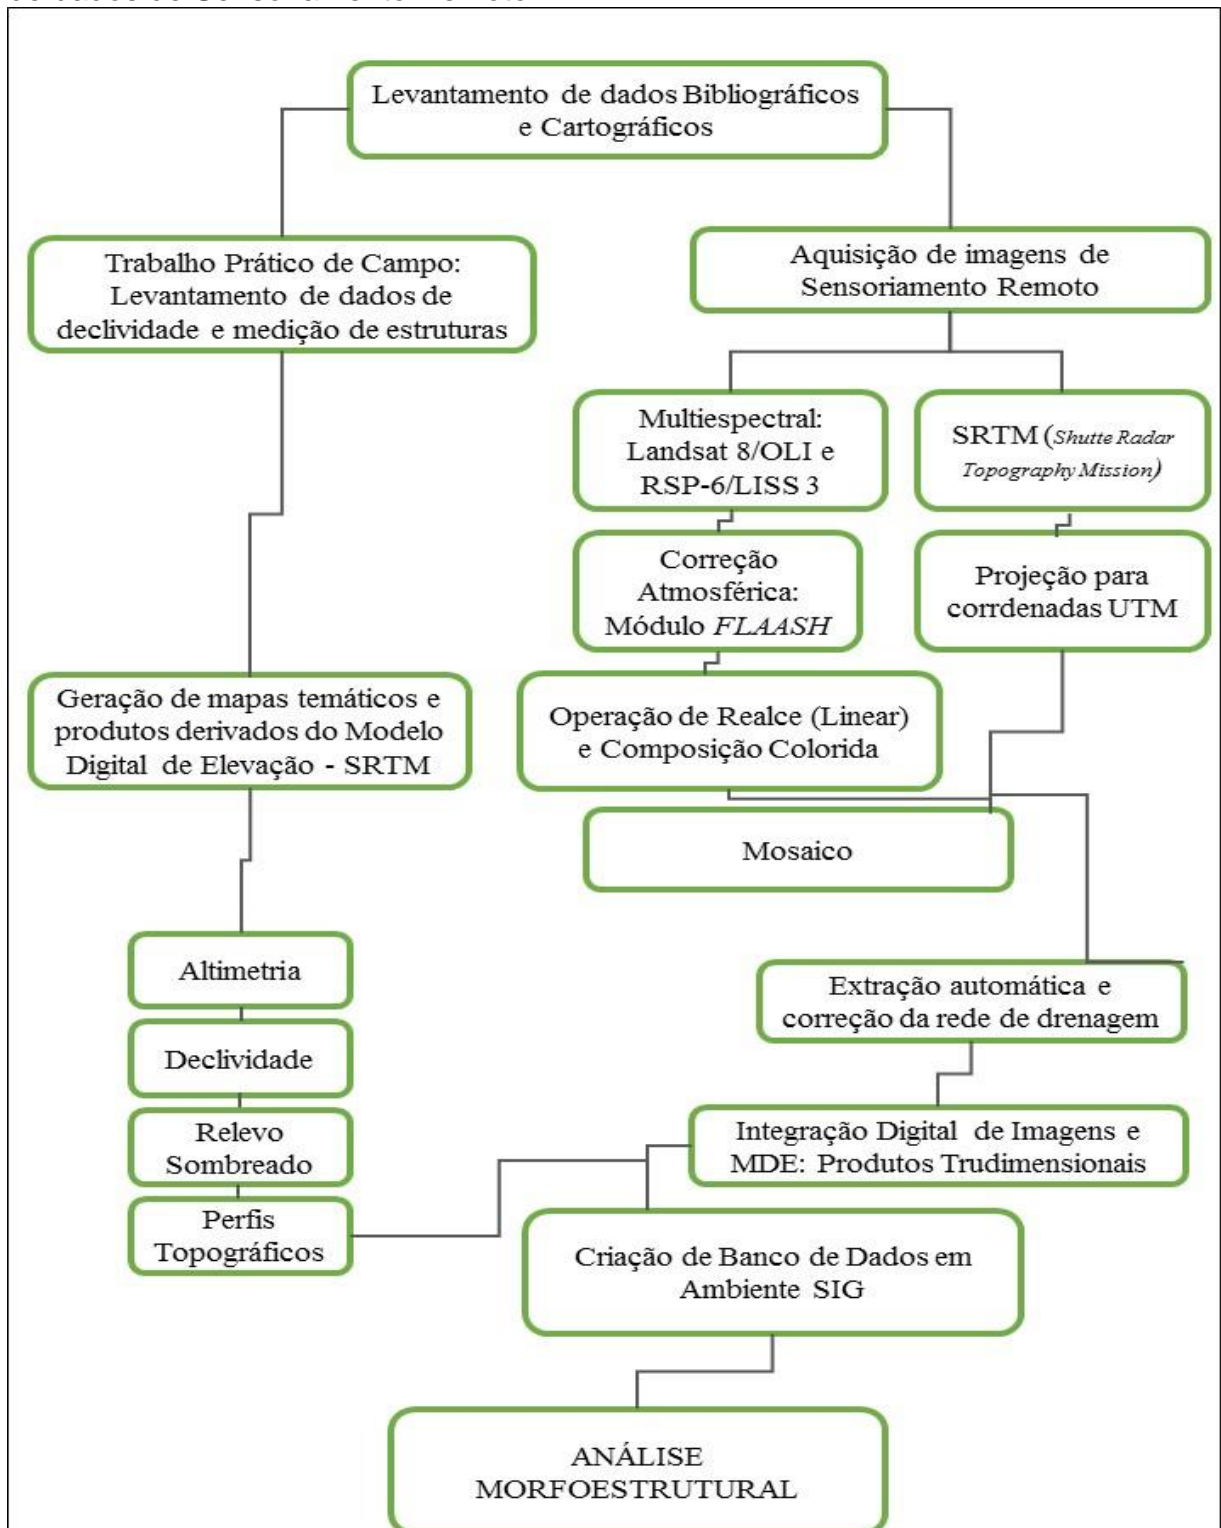 Levantamento de dados Bibliográficos
e Cartográficos
Trabalho Prático de Campo:
Levantamento de dados de
declividade e medição de estruturas
Aquisição de imagens de
Sensoriamento Remoto
Multiespectral:
Landsat 8/OLI e
RSP-6/LISS 3
SRTM (Shutte Radar
Topography Mission)
Correção
Atmosférica:
Módulo FLAASH
Projeção para
corrdenadas UTM
Geração de mapas temáticos e
produtos derivados do Modelo
Digital de Elevação - SRTM
Operação de Realce (Linear)
e Composição Colorida
Mosaico
Altimetria
Declividade
Relevo
Sombreado
Perfis
Topográficos
Extração automática e
correção da rede de drenagem
Integração Digital de Imagens e
MDE: Produtos Trudimensionais
Criação de Banco de Dados em
Ambiente SIG
ANÁLISE
MORFOESTRUTURAL